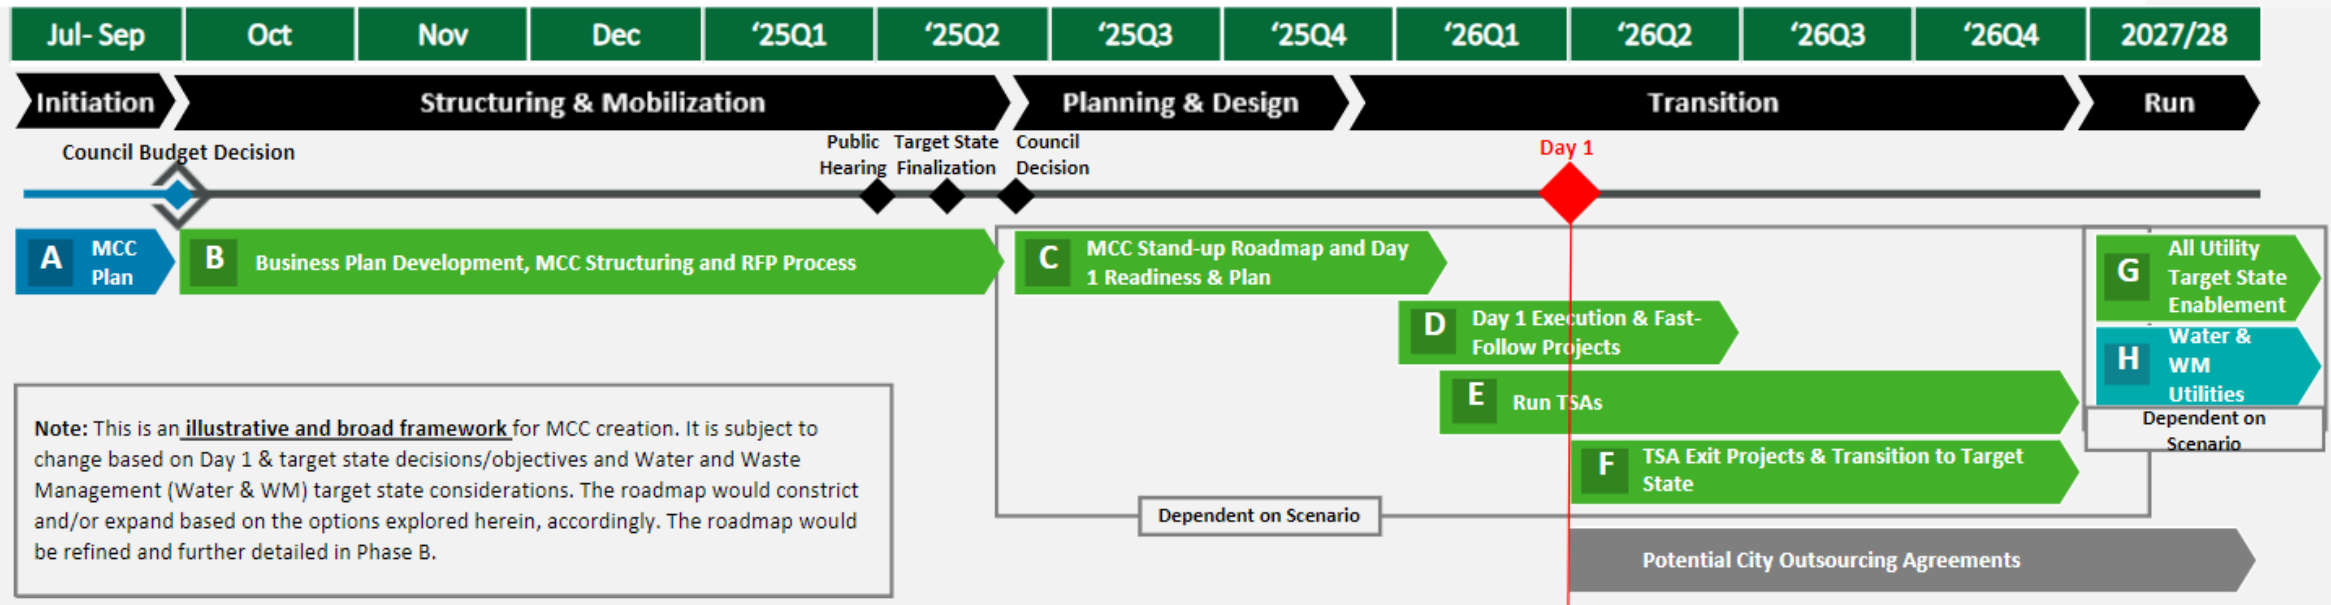 Jul- Sep
Oct
Nov
Dec
‘25Q1
‘25Q2
‘25Q3
‘25Q4
‘26Q1
‘26Q2
‘26Q3
‘26Q4
2027/28
Initiation
Structuring & Mobilization
Planning & Design
Transition
Run
Council Budget Decision
Public
Hearing
Target State
Finalization
Council
Decision
Day 1
A
MCC
Plan
B
Business Plan Development, MCC Structuring and RFP Process
C
MCC Stand-up Roadmap and Day
1 Readiness & Plan
D
Day 1 Execution & Fast-
Follow Projects
E
Run TSAs
F
TSA Exit Projects & Transition to Target
State
G
All Utility
Target State
Enablement
H
Water &
WM
Utilities
Dependent on
Scenario
Dependent on Scenario
Potential City Outsourcing Agreements
Note: This is an illustrative and broad framework for MCC creation. It is subject to
change based on Day 1 & target state decisions/objectives and Water and Waste
Management (Water & WM) target state considerations. The roadmap would constrict
and/or expand based on the options explored herein, accordingly. The roadmap would
be refined and further detailed in Phase B.